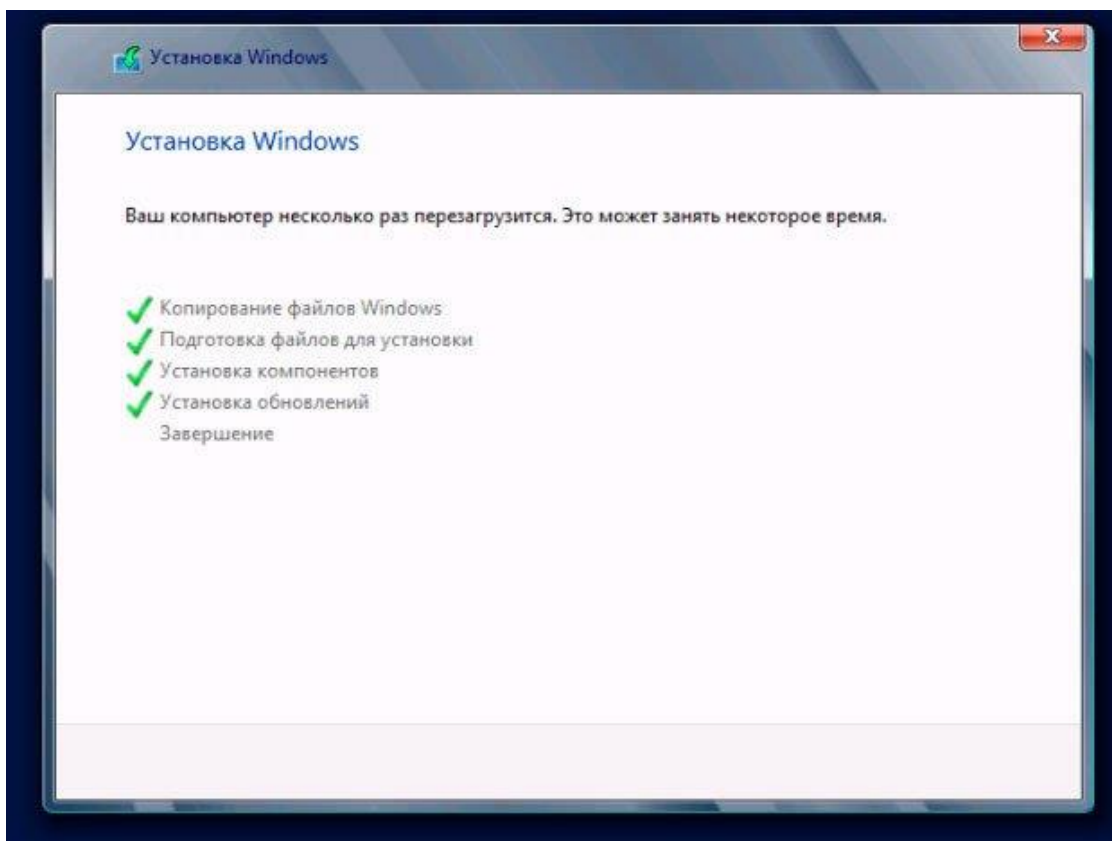 Установка Windows
Установка Windows
Ваш компьютер несколько раз перезагрузится. Это может занять некоторое время.
Копирование файлов Windows
Подготовка файлов для установки
Установка компонентов
Установка обновлений
Завершение